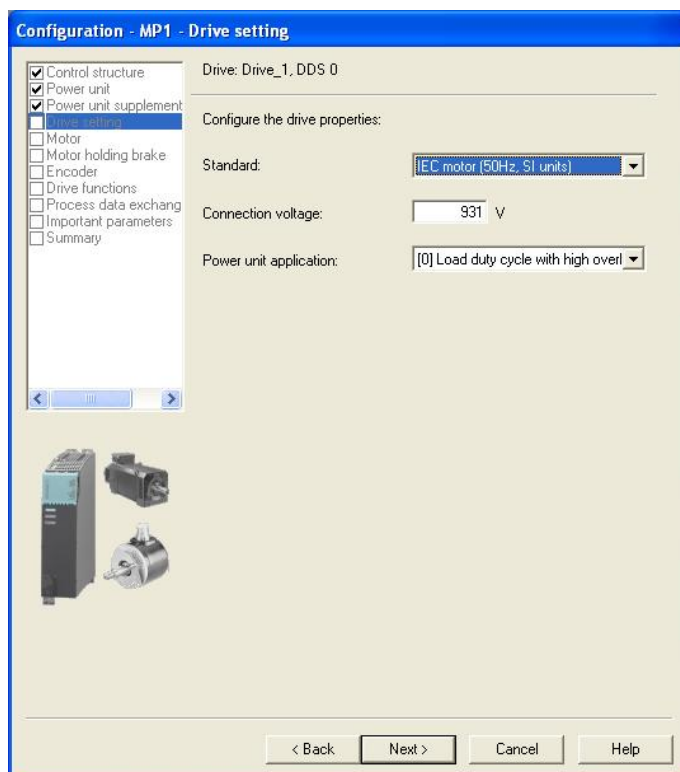 Configuration - MP1 - Drive setting
Control structure
Power unit
Power unit supplement
Drive setting
Motor
Motor holding brake
Encoder
Drive functions
Process data exchang
Important parameters
Summary
Drive: Drive_1, DDS 0
Configure the drive properties:
Standard:
IEC motor (50Hz, SI units)
Connection voltage:
931 V
Power unit application:
[0] Load duty cycle with high overl
< Back
Next >
Cancel
Help